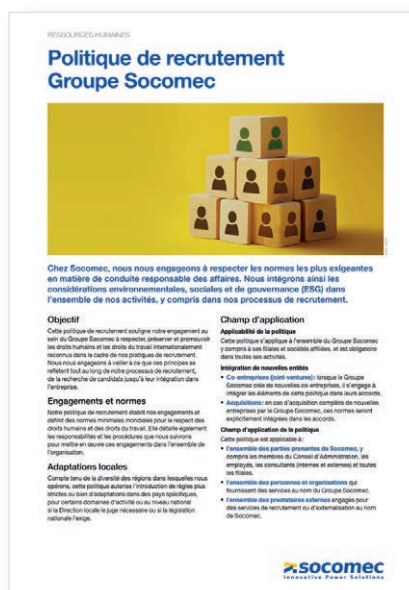 RESSOURCES HUMAINES
Politique de recrutement
Groupe Socomec
Chez Socomec, nous nous engageons à respecter les normes les plus exigeantes
en matière de conduite responsable des affaires. Nous intégrons ainsi les
considérations environnementales, sociales et de gouvernance (ESG) dans
l'ensemble de nos activités, y compris dans nos processus de recrutement.
Objectif
Cette politique de recrutement souligne notre engagement au
sein du Groupe Socomec à respecter, préserver et promouvoir
les droits humains et les droits du travail internationalement
reconnus dans le cadre de nos pratiques de recrutement.
Nous nous engageons à veiller à ce que ces principes se
reflètent tout au long de notre processus de recrutement,
de la recherche de candidats jusqu'à leur intégration dans
l'entreprise.
Engagements et normes
Notre politique de recrutement établit nos engagements et
définit des normes minimales mondiales pour le respect des
droits humains et des droits du travail. Elle détaille également
les responsabilités et les procédures que nous suivons
pour mettre en œuvre ces engagements dans l'ensemble de
l'organisation.
Adaptations locales
Compte tenu de la diversité des régions dans lesquelles nous
opérons, cette politique autorise l'introduction de règles plus
strictes ou bien d'adaptations dans des pays spécifiques,
pour certains domaines d'activité ou au niveau national
si la Direction locale le juge nécessaire ou si la législation
nationale l'exige.
Champ d'application
Applicabilité de la politique
Cette politique s'applique à l'ensemble du Groupe Socomec
y compris à ses filiales et sociétés affiliées, et est obligatoire
dans toutes ses activités.
Intégration de nouvelles entités
• Co-entreprises (joint-ventures): lorsque le Groupe
Socomec crée de nouvelles co-entreprises, il s'engage à
intégrer les éléments de cette politique dans leurs accords.
• Acquisitions: en cas d'acquisition complète de nouvelles
entreprises par le Groupe Socomec, ces normes seront
explicitement intégrées dans les accords.
Champ d'application de la politique
Cette politique est applicable à :
• l'ensemble des parties prenantes de Socomec, y
compris les membres du Conseil d'Administration, les
employés, les consultants (internes et externes) et toutes
les filiales.
• l'ensemble des personnes et organisations qui
fournissent des services au nom du Groupe Socomec.
• l'ensemble des prestataires externes engagés pour
des services de recrutement ou d'externalisation au nom
de Socomec.
socomec
Innovative Power Solutions